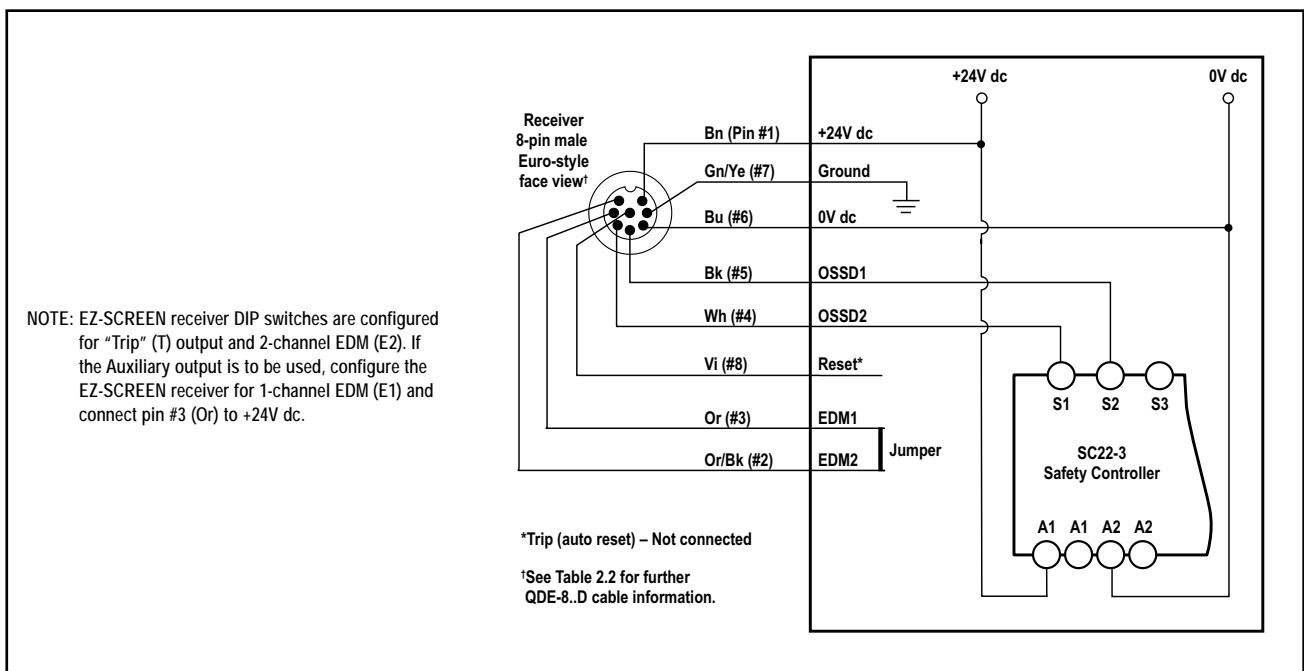 +24V dc
0V dc
Receiver
8-pin male
Euro-style
face view†
Bn (Pin #1)
+24V dc
Gn/Ye (#7)
Ground
Bu (#6)
0V dc
Bk (#5)
OSSD1
Wh (#4)
OSSD2
Vi (#8)
Reset*
Or (#3)
EDM1
Or/Bk (#2)
EDM2
Jumper
S1
S2
S3
SC22-3
Safety Controller
A1
A1
A2
A2
NOTE: EZ-SCREEN receiver DIP switches are configured
for “Trip” (T) output and 2-channel EDM (E2). If
the Auxiliary output is to be used, configure the
EZ-SCREEN receiver for 1-channel EDM (E1) and
connect pin #3 (Or) to +24V dc.
*Trip (auto reset) – Not connected
†See Table 2.2 for further
QDE-8..D cable information.